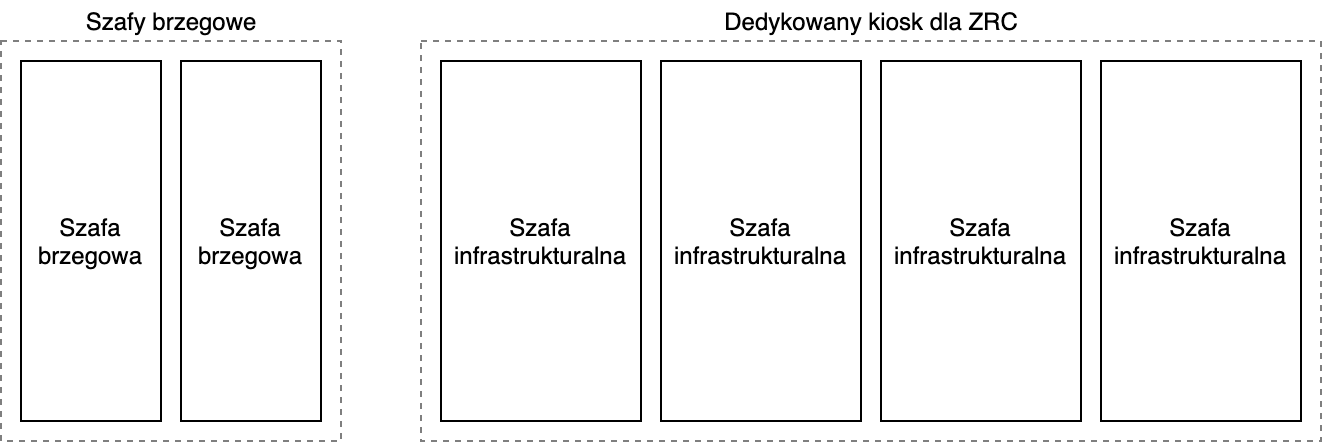 Szafy brzegowe
Dedykowany kiosk dla ZRC
Szafa
brzegowa
Szafa
brzegowa
Szafa
infrastrukturalna
Szafa
infrastrukturalna
Szafa
infrastrukturalna
Szafa
infrastrukturalna